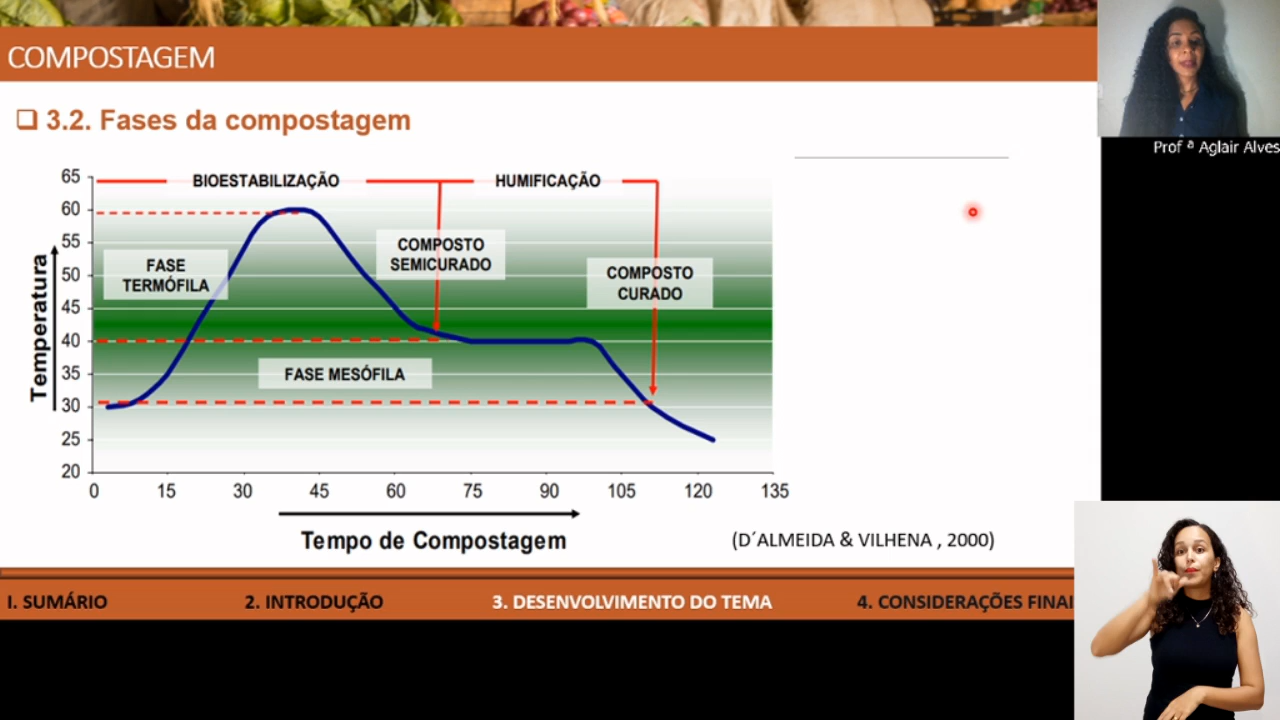 COMPOSTAGEM
❑ 3.2. Fases da compostagem
Prof ª Aglair Alves
BIOESTABILIZAÇÃO
HUMIFICAÇÃO
65
60
55
50
45
40
35
30
25
20
Temperatura
FASE
TERMÓFILA
COMPOSTO
SEMICURADO
COMPOSTO
CURADO
FASE MESÓFILA
0 15 30 45 60 75 90 105 120 135
Tempo de Compostagem
(D´ALMEIDA & VILHENA , 2000)
I. SUMÁRIO 2. INTRODUÇÃO 3. DESENVOLVIMENTO DO TEMA 4. CONSIDERAÇÕES FINAI